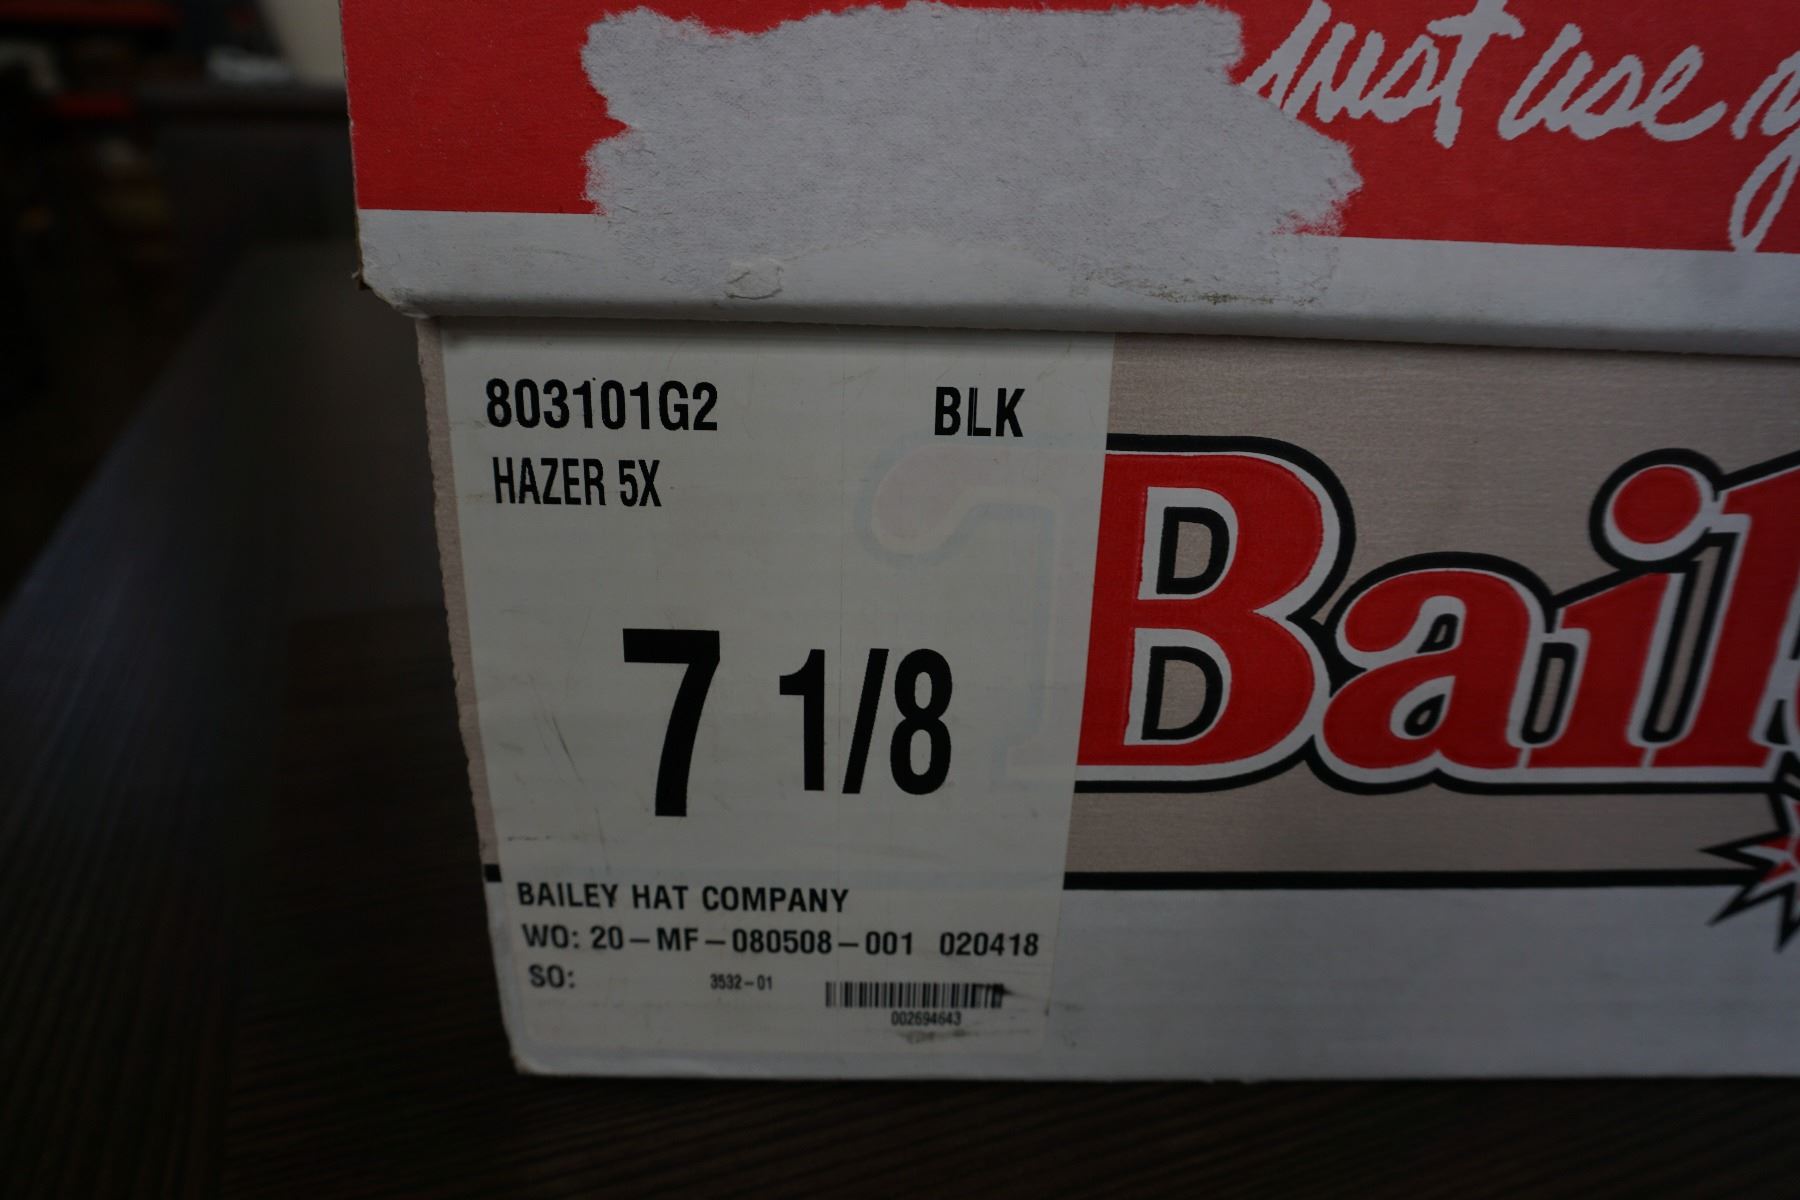 Just use
803101G2 BLK
HAZER 5X
7 1/8
BAILEY HAT COMPANY
WO: 20-MF-080508-001 020418
SO: 3532-01
002694643
Bail